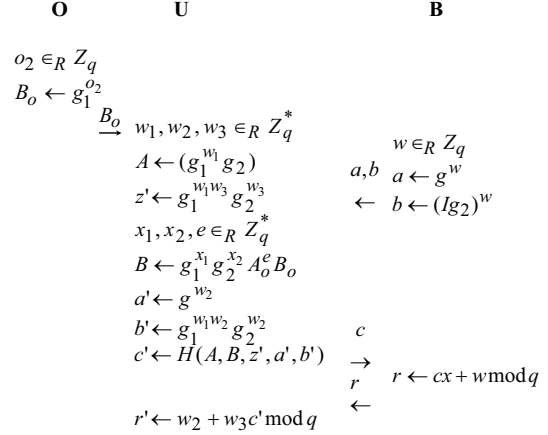 O U B
o₂ ∈_R Z_q
B_o ← g₁^{o₂}
B_o
→
w₁, w₂, w₃ ∈_R Z_q^*
A ← (g₁^{w₁} g₂)
z' ← g₁^{w₁w₃} g₂^{w₃}
x₁, x₂, e ∈_R Z_q^*
B ← g₁^{x₁} g₂^{x₂} A_o^e B_o
a' ← g^{w₂}
b' ← g₁^{w₁w₂} g₂^{w₂}
c' ← H(A, B, z', a', b')
r' ← w₂ + w₃c' mod q
a,b
←
c
→
r
←
w ∈_R Z_q
a ← g^w
b ← (Ig₂)^w
r ← cx + w mod q